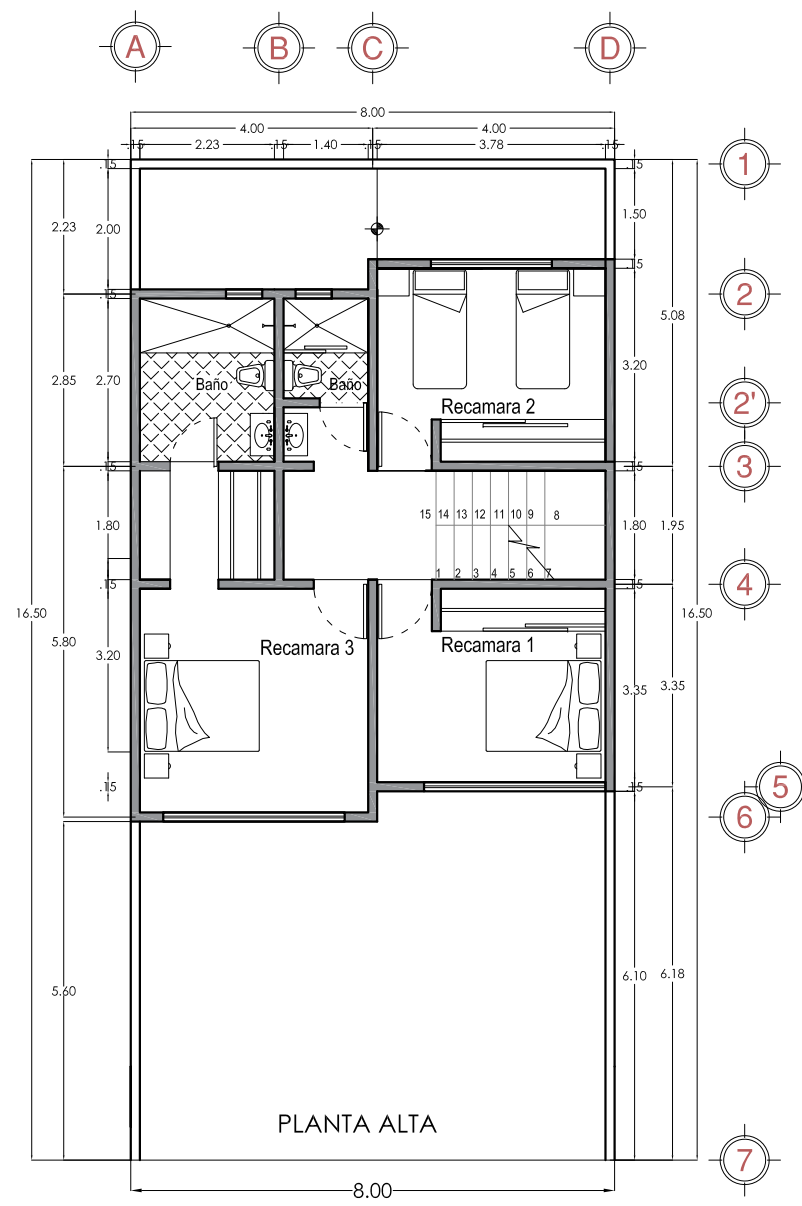 A B C D
8.00
4.00 4.00
.15 2.23 .15 1.40 .15 3.78 .15
.15 .15 1
2.23 2.00 1.50
.15 .15 2
5.08
2.85 2.70 Baño Baño 3.20
Recamara 2 2'
.15 .15 3
15 14 13 12 11 10 9 8
1.80 1.80 1.95
1 2 3 4 5 6 7
.15 .15 4
16.50 16.50
5.80 3.20 Recamara 3 Recamara 1
3.35 3.35
.15 .15 5
6
5.60 6.10 6.18
PLANTA ALTA
7
8.00